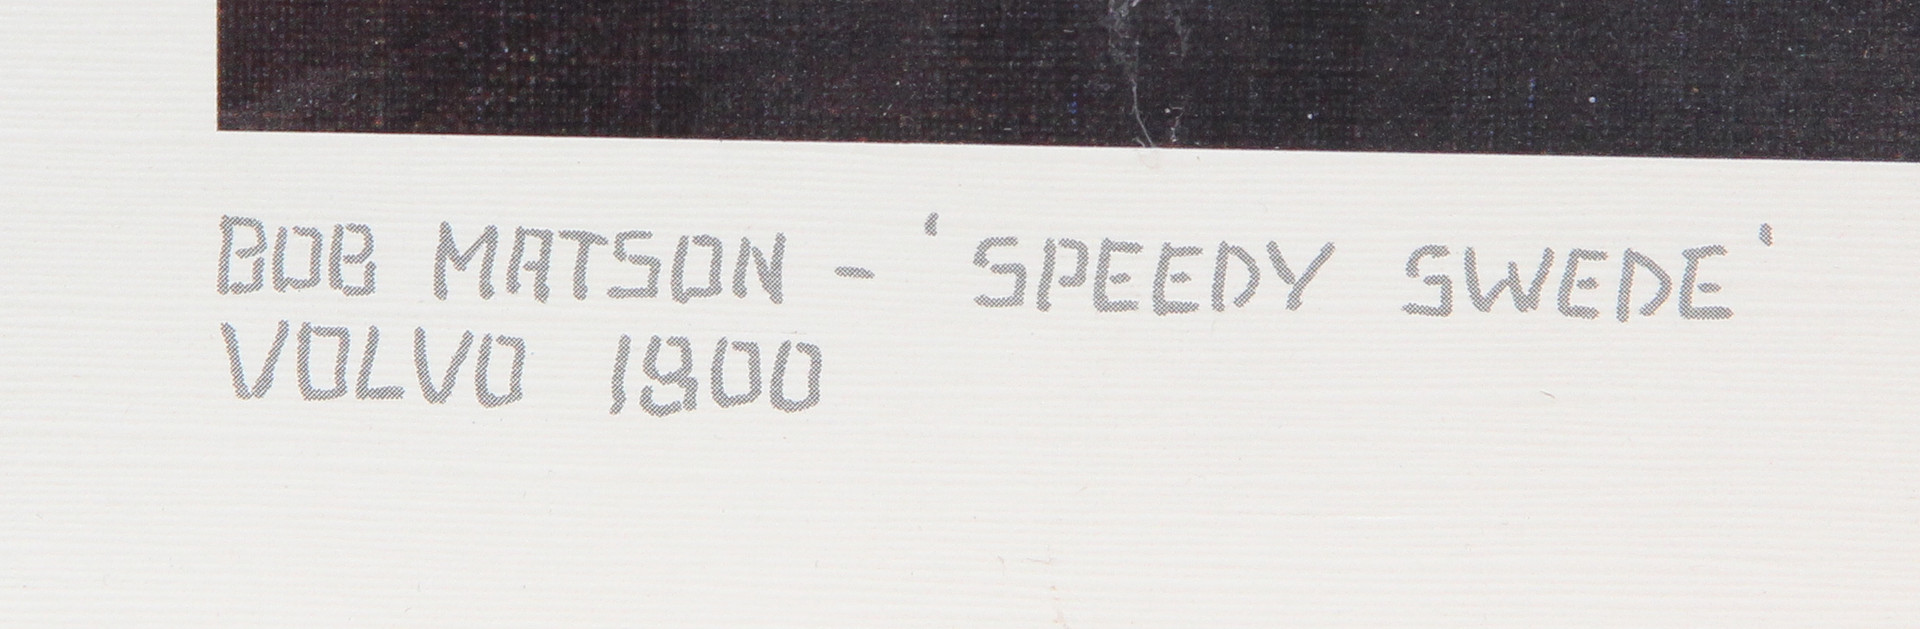 BOB MATSON - 'SPEEDY SWEDE'
VOLVO 1800